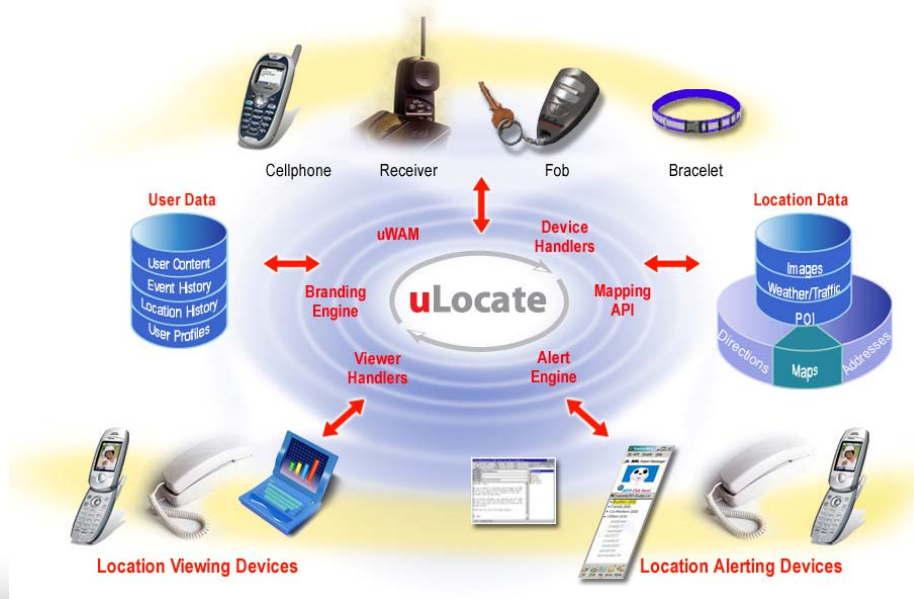 Cellphone
Receiver
Fob
Bracelet
User Data
User Content
Event History
Location History
User Profiles
uWAM
Device
Handlers
Branding
Engine
uLocate
Mapping
API
Viewer
Handlers
Alert
Engine
Location Data
Images
Weather/Traffic
POI
Directions
Maps
Addresses
Location Viewing Devices
Location Alerting Devices